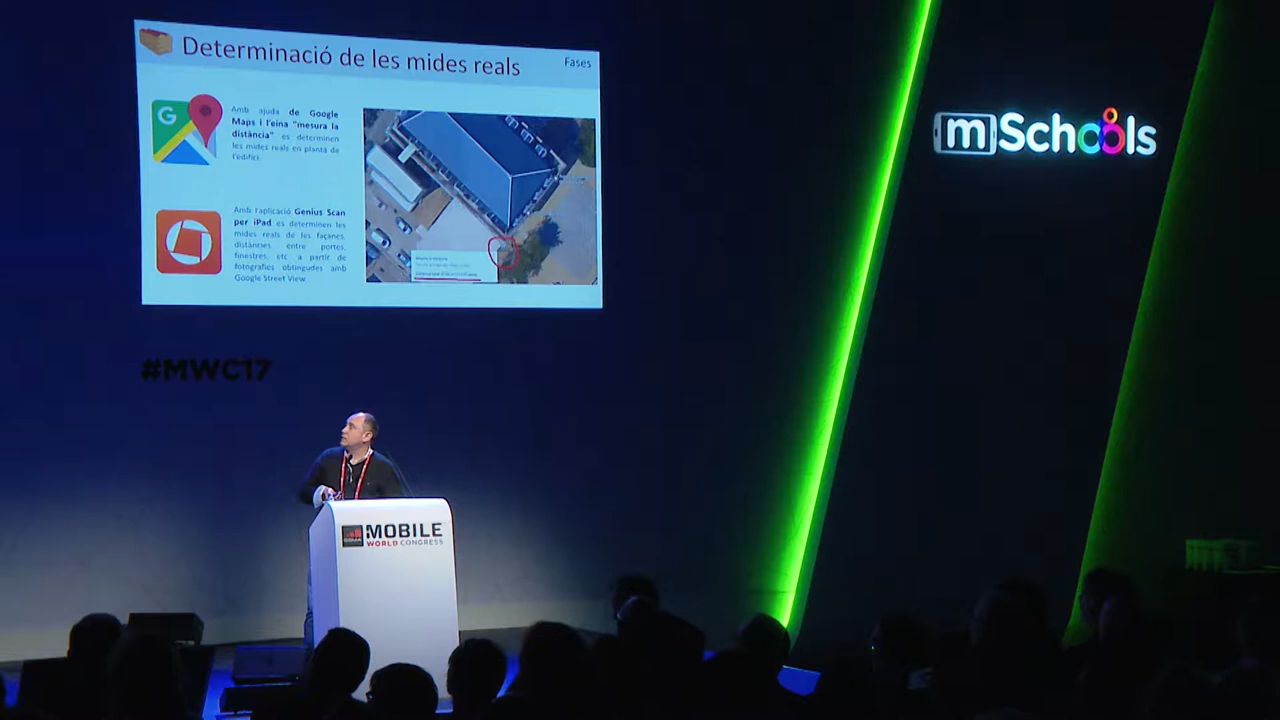 Determinació de les mides reals
Fases
G
Amb ajuda de Google
Maps i l'eina "mesura la
distància" es determinen
les mides reals en planta de
l'edifici.
Amb l'aplicació Genius Scan
per iPad es determinen les
mides reals de les façanes,
distàncies entre portes,
finestres, etc a partir de
fotógrafies obtingudes amb
Google Street View.
mSchools
#MWC17
MOBILE
WORLD CONGRESS